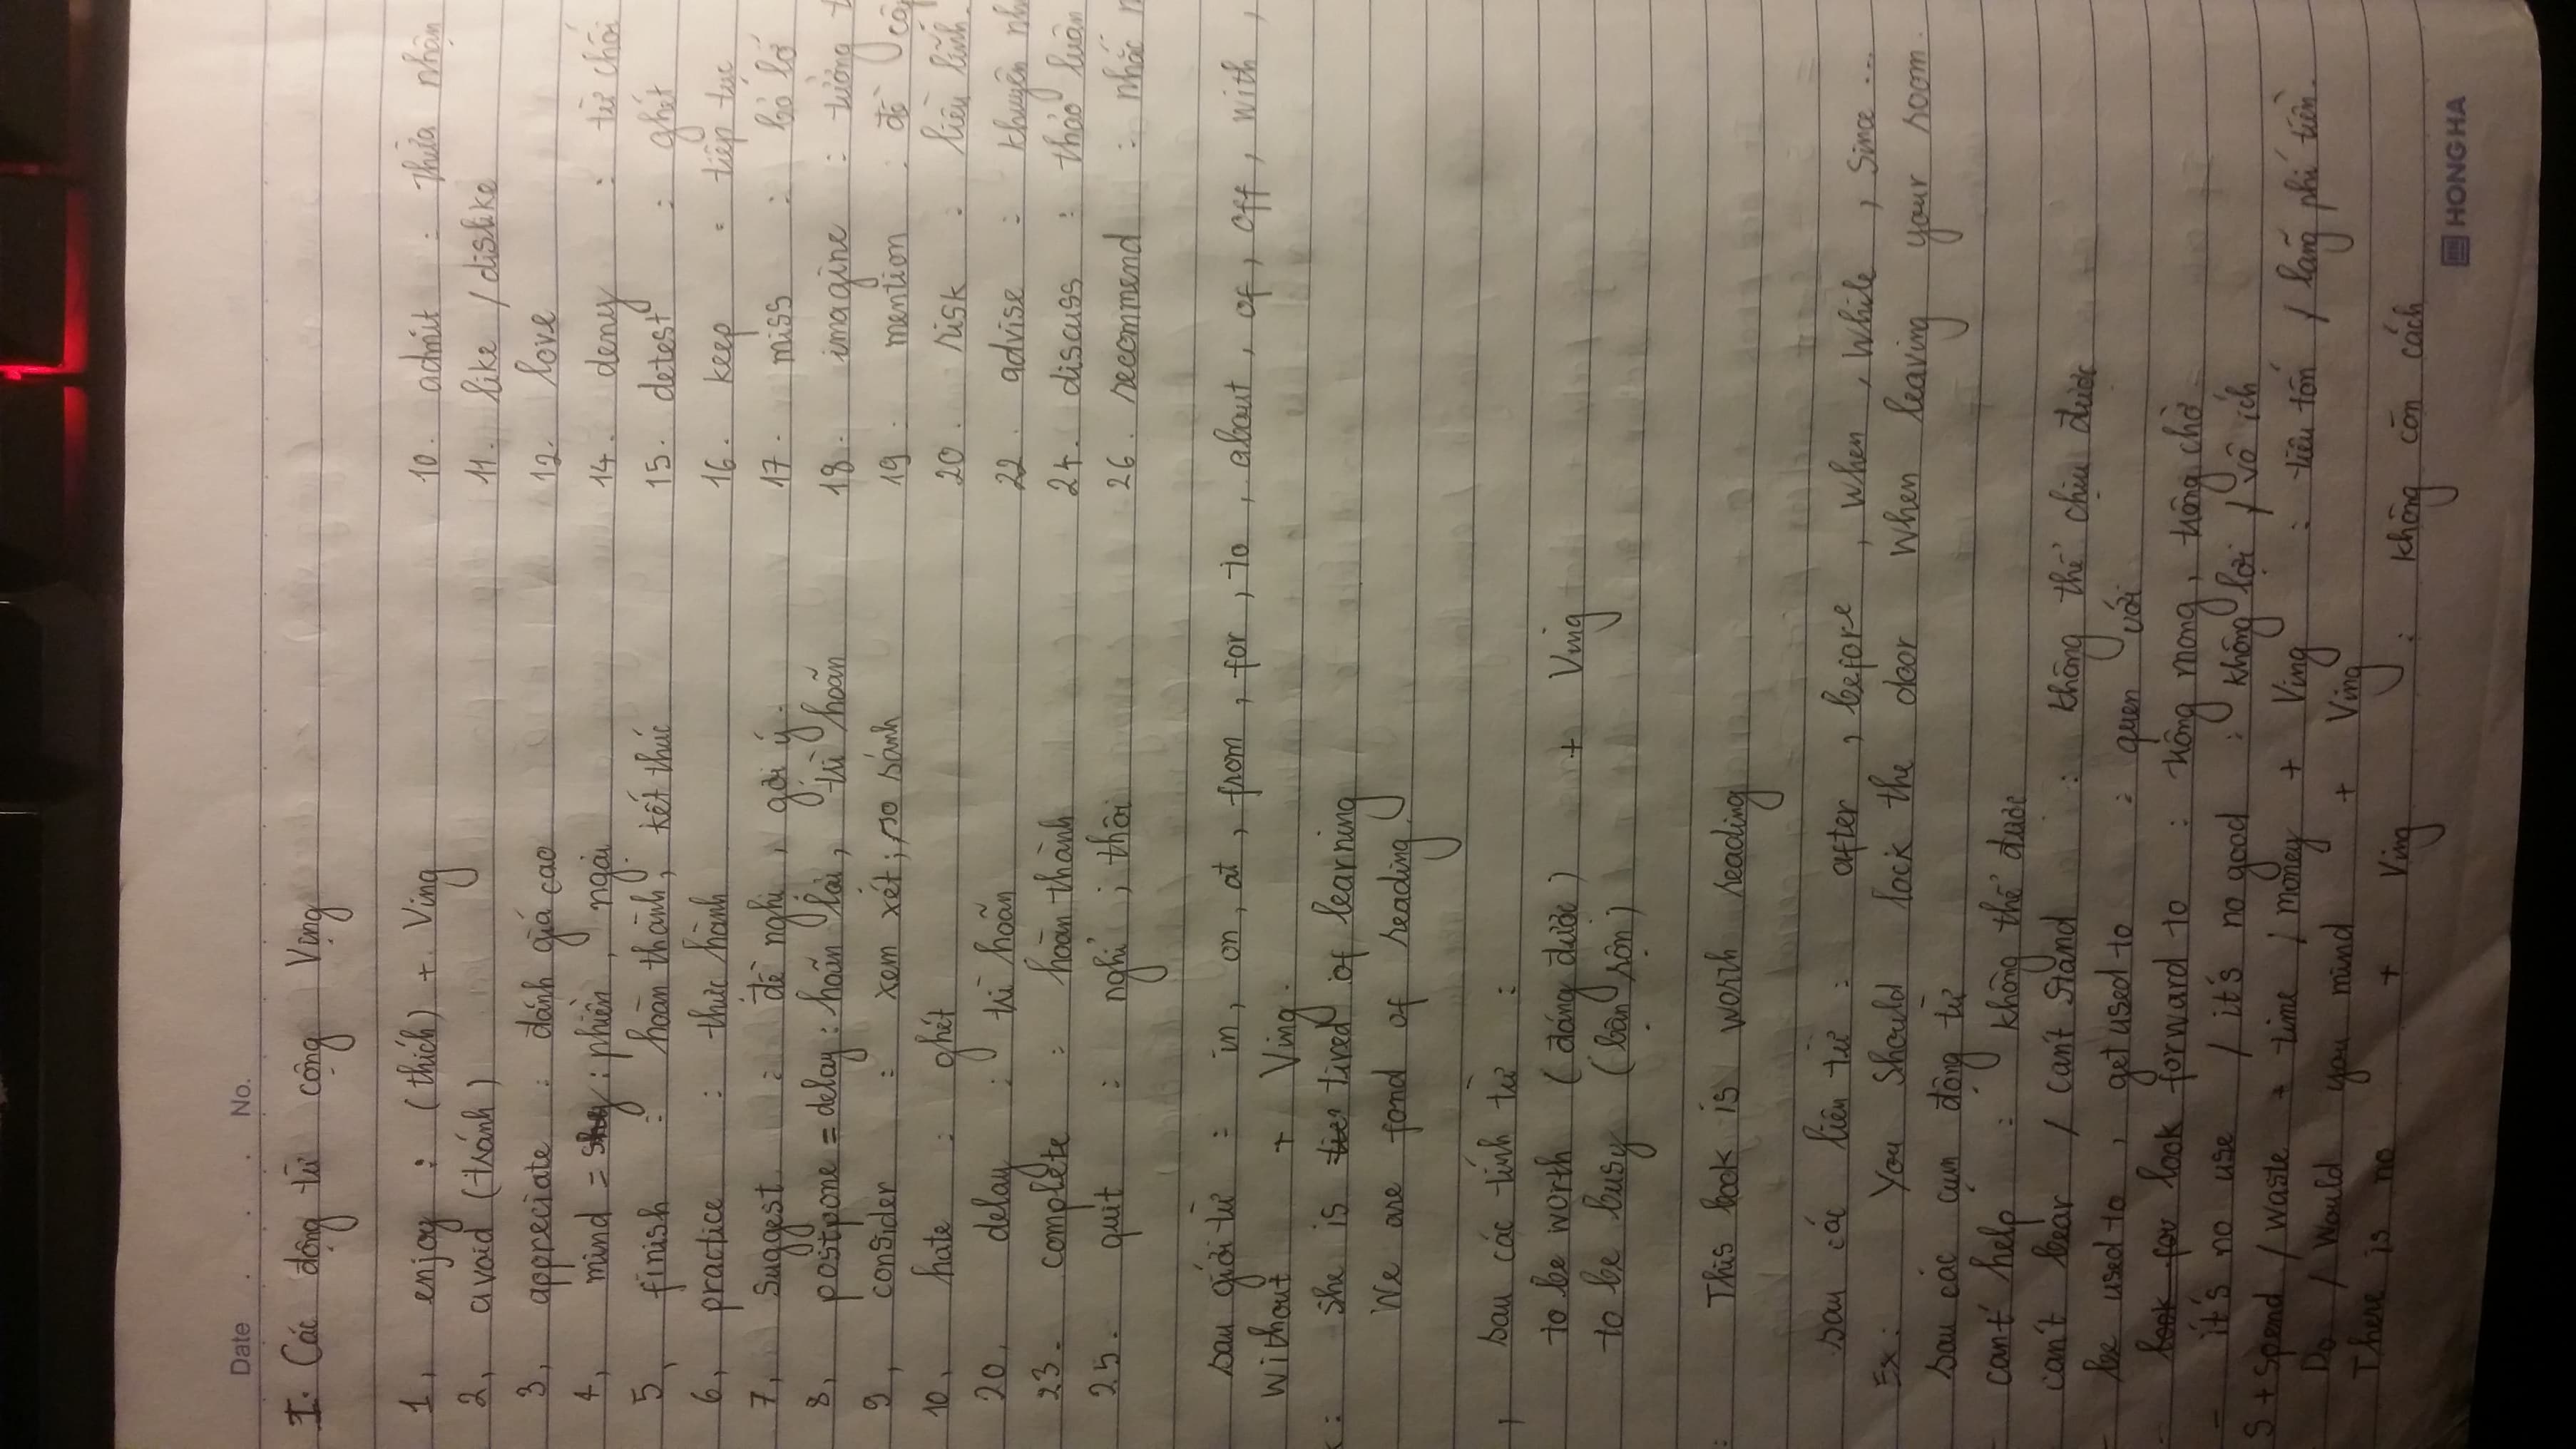 Date No.
I. Các động từ cộng Ving
1, enjoy : (thích) + Ving 10. admit : thừa nhận
2, avoid (tránh) 11. like / dislike
3, appreciate : đánh giá cao 12. love
4, mind = : phiền, ngại 14. deny : từ chối
5, finish : hoàn thành, kết thúc 15. detest : ghét
6, practice : thực hành 16. keep : tiếp tục
7, suggest : đề nghị, gợi ý. 17. miss : bỏ lỡ
8, postpone = delay : hoãn lại, trì hoãn 18. imagine : tưởng t
9, consider : xem xét; so sánh 19. mention : đề cập
10, hate : ghét 20. risk : liều lĩnh.
20, delay : trì hoãn 22. advise : khuyên nh
23. complete : hoàn thành 24. discuss : thảo luận
25. quit : nghỉ; thôi 26. recommend : nhắc n
sau giới từ : in, on, at, from, for, to, about, of, off, with,
without + Ving.
: she is tire tired of learning
We are fond of reading.
, sau các tính từ :
to be worth (đáng được) + Ving
to be busy (bận rộn)
: This book is worth reading
sau các liên từ : after, before, when, while, since ...
Ex: You should lock the door when leaving your room.
sau các cụm động từ
can't help : không thể được
can't bear / can't stand : không thể chịu được
be used to, get used to : quen với
- look for look forward to : trông mong, trông chờ
- it's no use / it's no good : không lợi / vô ích
S + spend / waste + time / money + Ving : tiêu tốn / lãng phí tiền.
Do / Would you mind + Ving
There is no + Ving : không còn cách
HONGHA